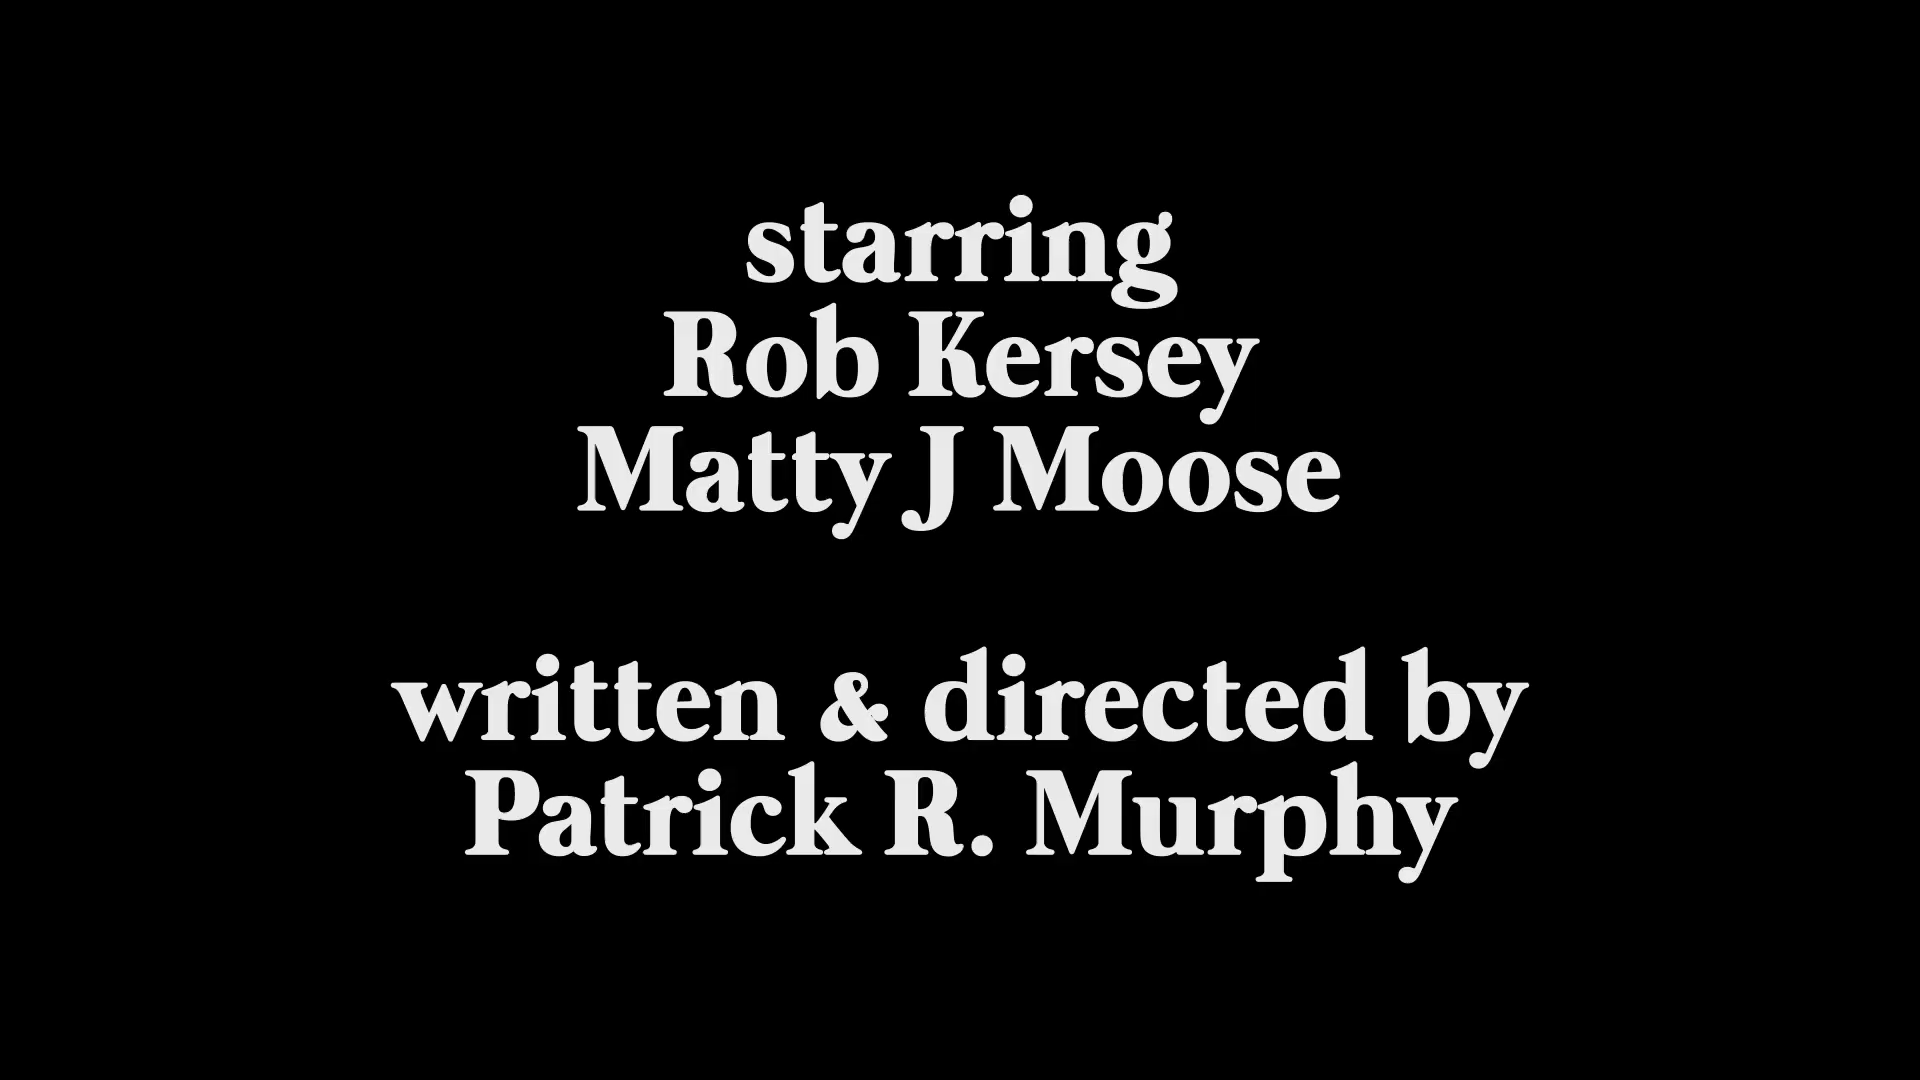 starring
Rob Kersey
Matty J Moose
written & directed by
Patrick R. Murphy